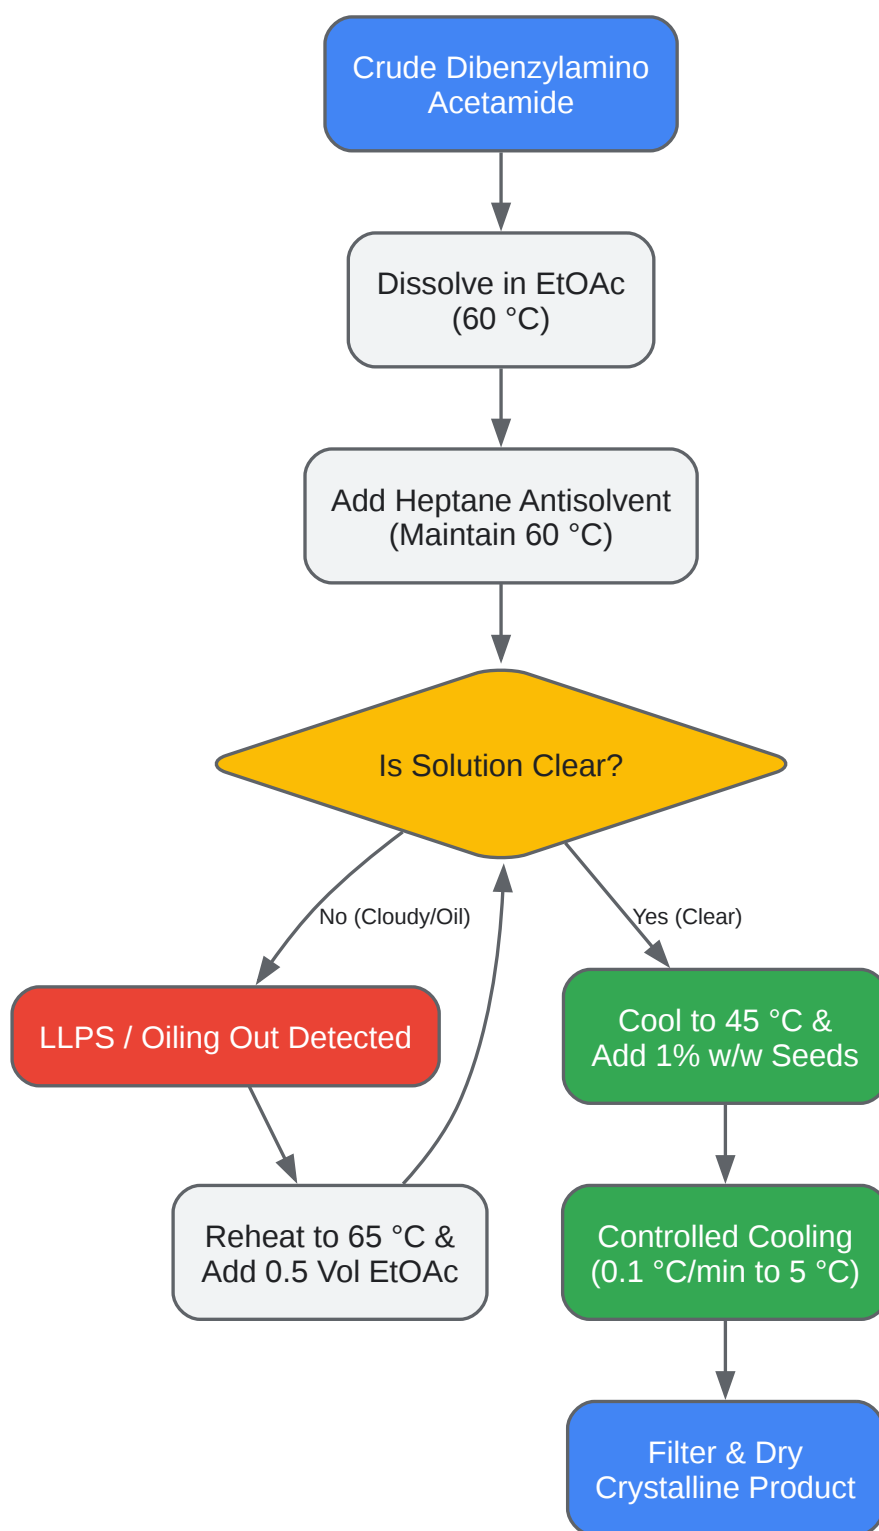 Crude Dibenzylamino
Acetamide
Dissolve in EtOAc
(60 °C)
Add Heptane Antisolvent
(Maintain 60 °C)
Is Solution Clear?
No (Cloudy/Oil)
Yes (Clear)
LLPS / Oiling Out Detected
Cool to 45 °C &
Add 1% w/w Seeds
Reheat to 65 °C &
Add 0.5 Vol EtOAc
Controlled Cooling
(0.1 °C/min to 5 °C)
Filter & Dry
Crystalline Product